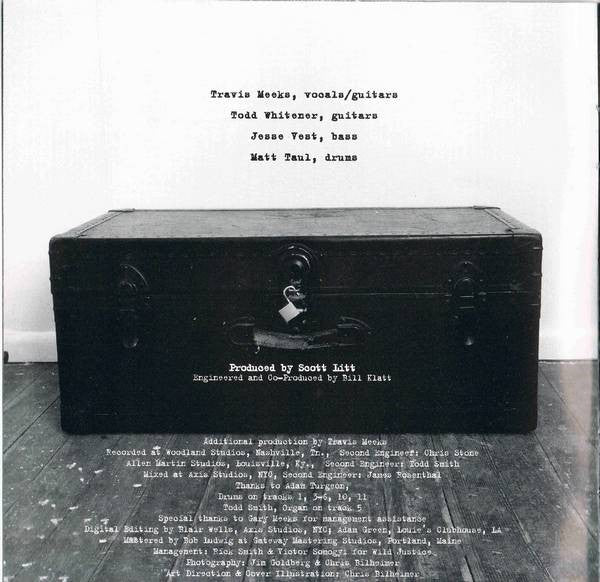 Travis Meeks, vocals/guitars
Todd Whitener, guitars
Jesse Vest, bass
Matt Taul, drums
Produced by Scott Litt
Engineered and Co-Produced by Bill Klatt
Additional production by Travis Meeks
Recorded at Woodland Studios, Nashville, Tn., Second Engineer: Chris Stone
Allen Martin Studios, Louisville, Ky., Second Engineer: Todd Smith
Mixed at Axis Studios, NYC, Second Engineer: James Rosenthal
Thanks to Adam Turgeon,
Drums on tracks 1, 3-6, 10, 11
Todd Smith, Organ on track 5
Special thanks to Gary Meeks for management assistance
Digital Editing by Blair Wells, Axis Studios, NYC; Adam Green, Louie's Clubhouse, LA
Mastered by Bob Ludwig at Gateway Mastering Studios, Portland, Maine
Management: Rick Smith & Victor Somogyi for Wild Justice
Photography: Jim Goldberg & Chris Bilheimer
Art Direction & Cover Illustration: Chris Bilheimer